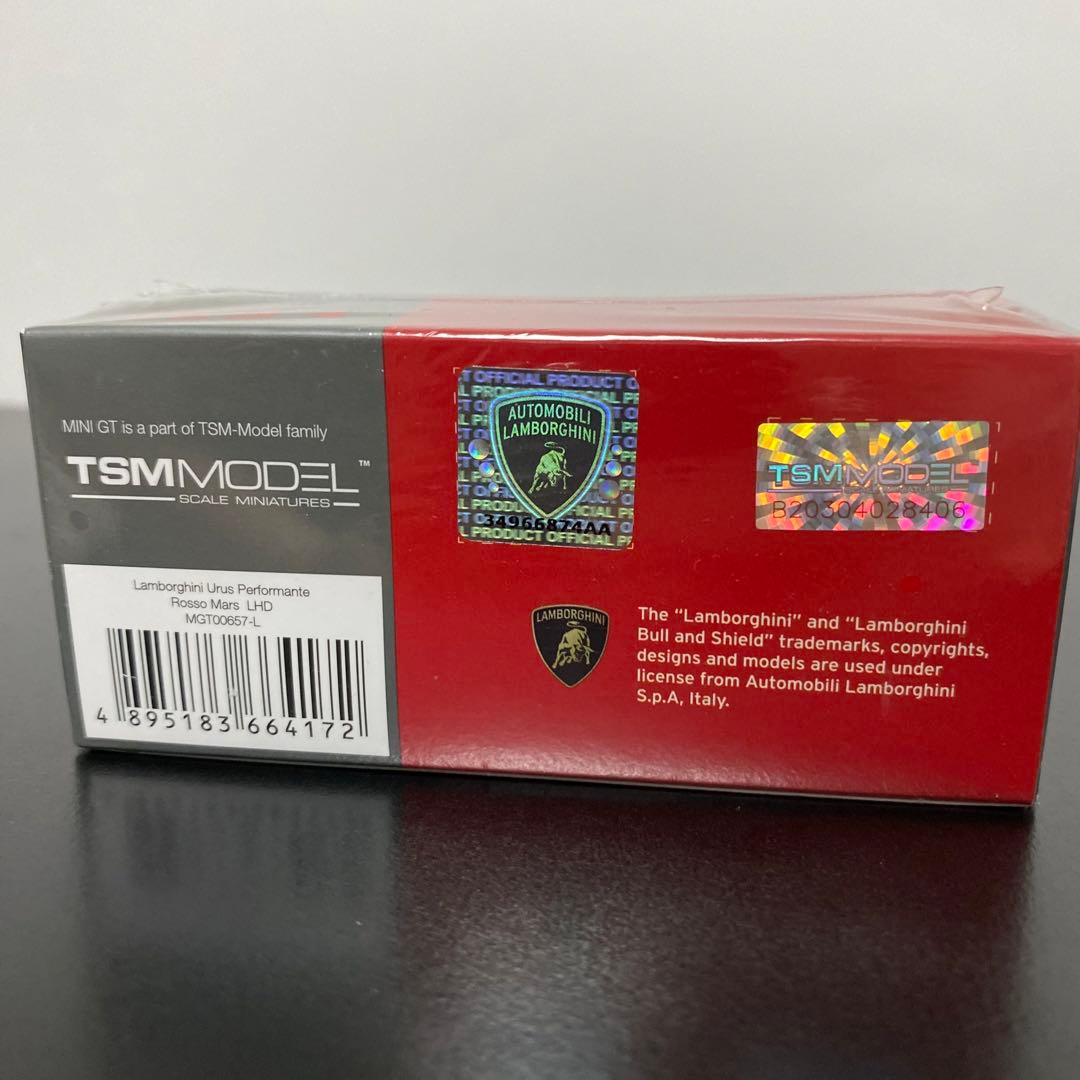 MINI GT is a part of TSM-Model family
TSMMODEL™
SCALE MINIATURES
Lamborghini Urus Performante
Rosso Mars LHD
MGT00657-L
4 895183 664172
T OFFICIAL PRODUCT O
AUTOMOBILI
LAMBORGHINI
34966874AA
L PRODUCT OFFICIAL P
TSMMODEL
B20304028406
LAMBORGHINI
The “Lamborghini” and “Lamborghini
Bull and Shield” trademarks, copyrights,
designs and models are used under
license from Automobili Lamborghini
S.p.A, Italy.